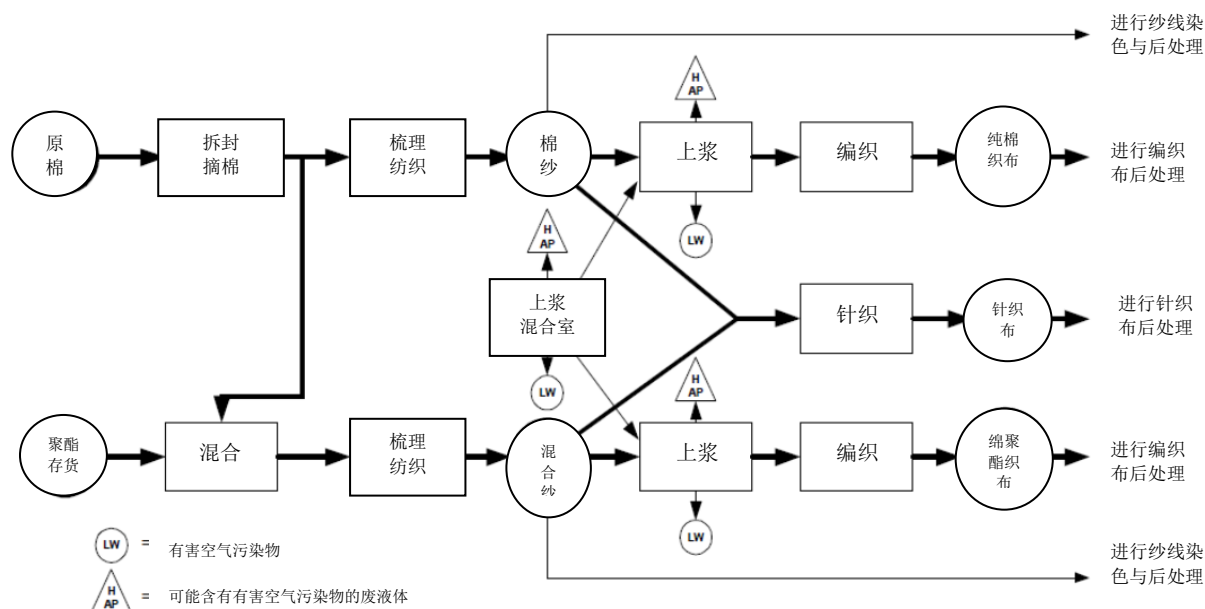 进行纱线染
色与后处理
H
AP
原
棉
拆封
摘棉
梳理
纺织
棉
纱
上浆
编织
纯棉
织布
进行编织
布后处理
H
AP
LW
上浆
混合室
针织
针织
布
进行针织
布后处理
LW
H
AP
聚酯
存货
混合
梳理
纺织
混
合
纱
上浆
编织
绵聚
酯织
布
进行编织
布后处理
LW
LW = 有害空气污染物
进行纱线染
色与后处理
H
AP = 可能含有有害空气污染物的废液体